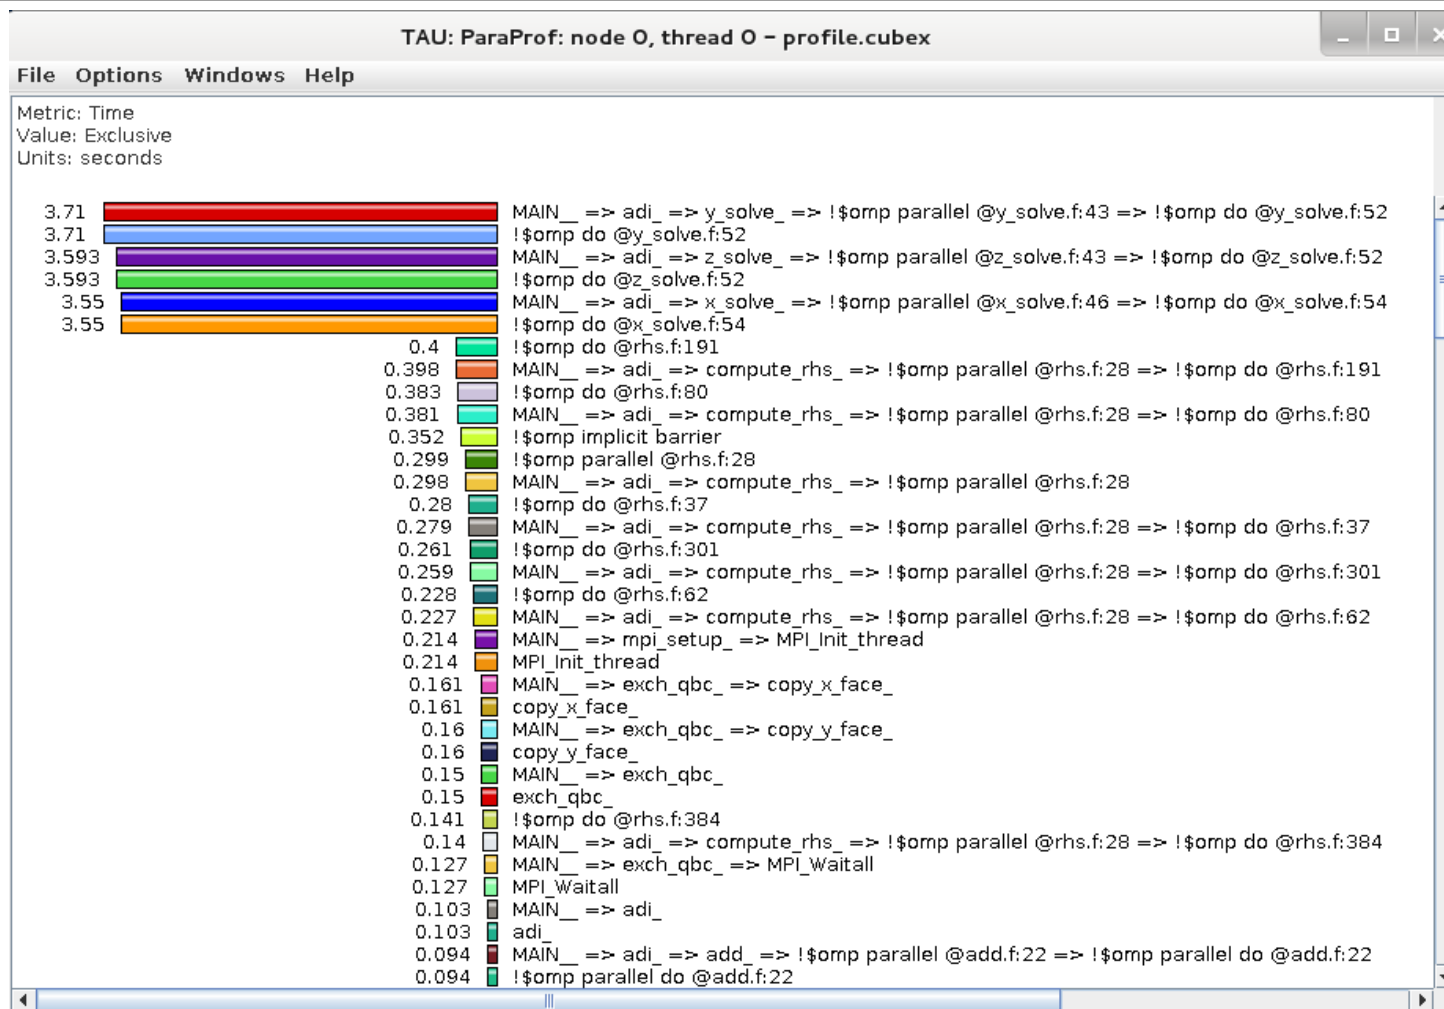 TAU: ParaProf: node 0, thread 0 – profile.cubex
File Options Windows Help
Metric: Time
Value: Exclusive
Units: seconds
3.71 MAIN__ => adi_ => y_solve_ => !$omp parallel @y_solve.f:43 => !$omp do @y_solve.f:52
3.71 !$omp do @y_solve.f:52
3.593 MAIN__ => adi_ => z_solve_ => !$omp parallel @z_solve.f:43 => !$omp do @z_solve.f:52
3.593 !$omp do @z_solve.f:52
3.55 MAIN__ => adi_ => x_solve_ => !$omp parallel @x_solve.f:46 => !$omp do @x_solve.f:54
3.55 !$omp do @x_solve.f:54
0.4 !$omp do @rhs.f:191
0.398 MAIN__ => adi_ => compute_rhs_ => !$omp parallel @rhs.f:28 => !$omp do @rhs.f:191
0.383 !$omp do @rhs.f:80
0.381 MAIN__ => adi_ => compute_rhs_ => !$omp parallel @rhs.f:28 => !$omp do @rhs.f:80
0.352 !$omp implicit barrier
0.299 !$omp parallel @rhs.f:28
0.298 MAIN__ => adi_ => compute_rhs_ => !$omp parallel @rhs.f:28
0.28 !$omp do @rhs.f:37
0.279 MAIN__ => adi_ => compute_rhs_ => !$omp parallel @rhs.f:28 => !$omp do @rhs.f:37
0.261 !$omp do @rhs.f:301
0.259 MAIN__ => adi_ => compute_rhs_ => !$omp parallel @rhs.f:28 => !$omp do @rhs.f:301
0.228 !$omp do @rhs.f:62
0.227 MAIN__ => adi_ => compute_rhs_ => !$omp parallel @rhs.f:28 => !$omp do @rhs.f:62
0.214 MAIN__ => mpi_setup_ => MPI_Init_thread
0.214 MPI_Init_thread
0.161 MAIN__ => exch_qbc_ => copy_x_face_
0.161 copy_x_face_
0.16 MAIN__ => exch_qbc_ => copy_y_face_
0.16 copy_y_face_
0.15 MAIN__ => exch_qbc_
0.15 exch_qbc_
0.141 !$omp do @rhs.f:384
0.14 MAIN__ => adi_ => compute_rhs_ => !$omp parallel @rhs.f:28 => !$omp do @rhs.f:384
0.127 MAIN__ => exch_qbc_ => MPI_Waitall
0.127 MPI_Waitall
0.103 MAIN__ => adi_
0.103 adi_
0.094 MAIN__ => adi_ => add_ => !$omp parallel @add.f:22 => !$omp parallel do @add.f:22
0.094 !$omp parallel do @add.f:22